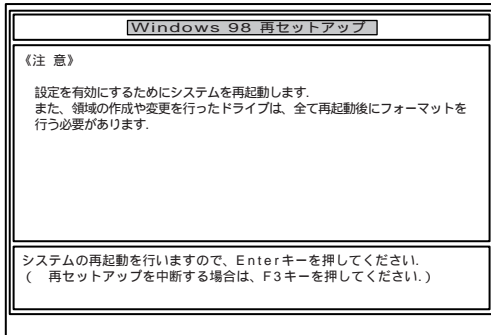 Windows 98 再セットアップ
《注 意》
設定を有効にするためにシステムを再起動します.
また、領域の作成や変更を行ったドライブは、全て再起動後にフォーマットを
行う必要があります.
システムの再起動を行いますので、Enterキーを押してください.
( 再セットアップを中断する場合は、F3キーを押してください.)